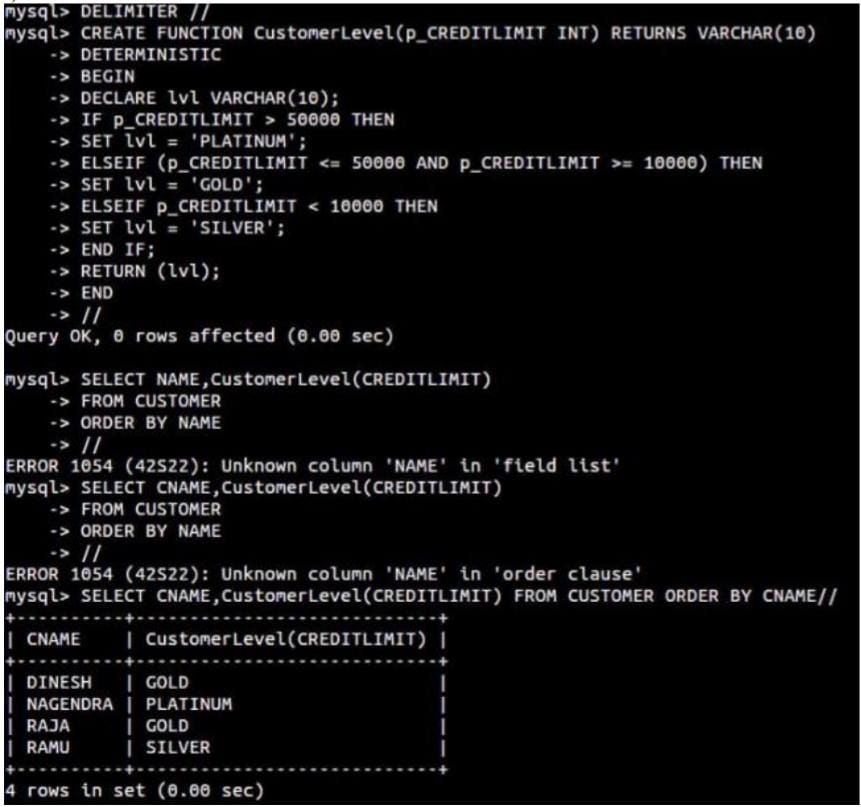 mysql> DELIMITER //
mysql> CREATE FUNCTION CustomerLevel(p_CREDITLIMIT INT) RETURNS VARCHAR(10)
    -> DETERMINISTIC
    -> BEGIN
    -> DECLARE lvl VARCHAR(10);
    -> IF p_CREDITLIMIT > 50000 THEN
    -> SET lvl = 'PLATINUM';
    -> ELSEIF (p_CREDITLIMIT <= 50000 AND p_CREDITLIMIT >= 10000) THEN
    -> SET lvl = 'GOLD';
    -> ELSEIF p_CREDITLIMIT < 10000 THEN
    -> SET lvl = 'SILVER';
    -> END IF;
    -> RETURN (lvl);
    -> END
    -> //
Query OK, 0 rows affected (0.00 sec)

mysql> SELECT NAME,CustomerLevel(CREDITLIMIT)
    -> FROM CUSTOMER
    -> ORDER BY NAME
    -> //
ERROR 1054 (42S22): Unknown column 'NAME' in 'field list'
mysql> SELECT CNAME,CustomerLevel(CREDITLIMIT)
    -> FROM CUSTOMER
    -> ORDER BY NAME
    -> //
ERROR 1054 (42S22): Unknown column 'NAME' in 'order clause'
mysql> SELECT CNAME,CustomerLevel(CREDITLIMIT) FROM CUSTOMER ORDER BY CNAME//
+----------+----------------------------+
| CNAME    | CustomerLevel(CREDITLIMIT) |
+----------+----------------------------+
| DINESH   | GOLD                       |
| NAGENDRA | PLATINUM                   |
| RAJA     | GOLD                       |
| RAMU     | SILVER                     |
+----------+----------------------------+
4 rows in set (0.00 sec)